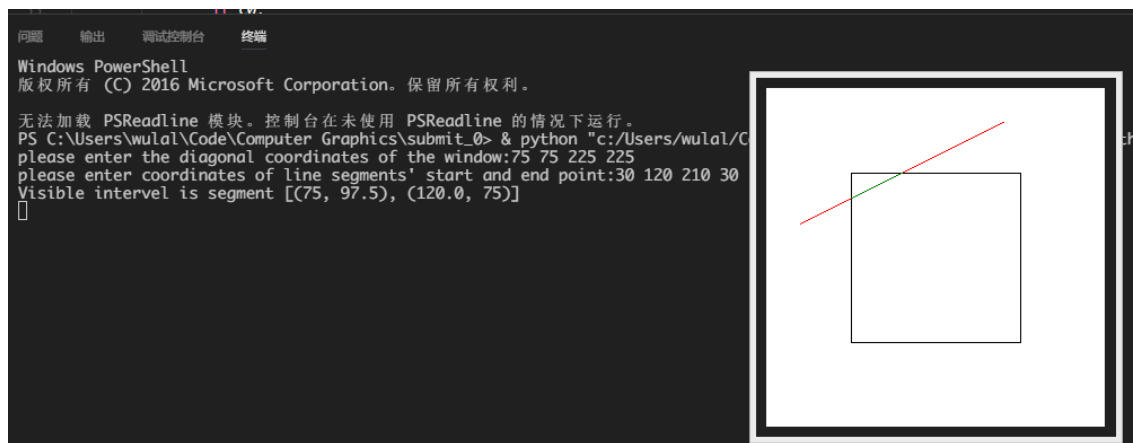 问题 输出 调试控制台 终端
Windows PowerShell
版权所有 (C) 2016 Microsoft Corporation。保留所有权利。
无法加载 PSReadline 模块。控制台在未使用 PSReadline 的情况下运行。
PS C:\Users\wulal\Code\Computer Graphics\submit_0> & python "c:/Users/wulal/C
please enter the diagonal coordinates of the window:75 75 225 225
please enter coordinates of line segments' start and end point:30 120 210 30
Visible intervel is segment [(75, 97.5), (120.0, 75)]